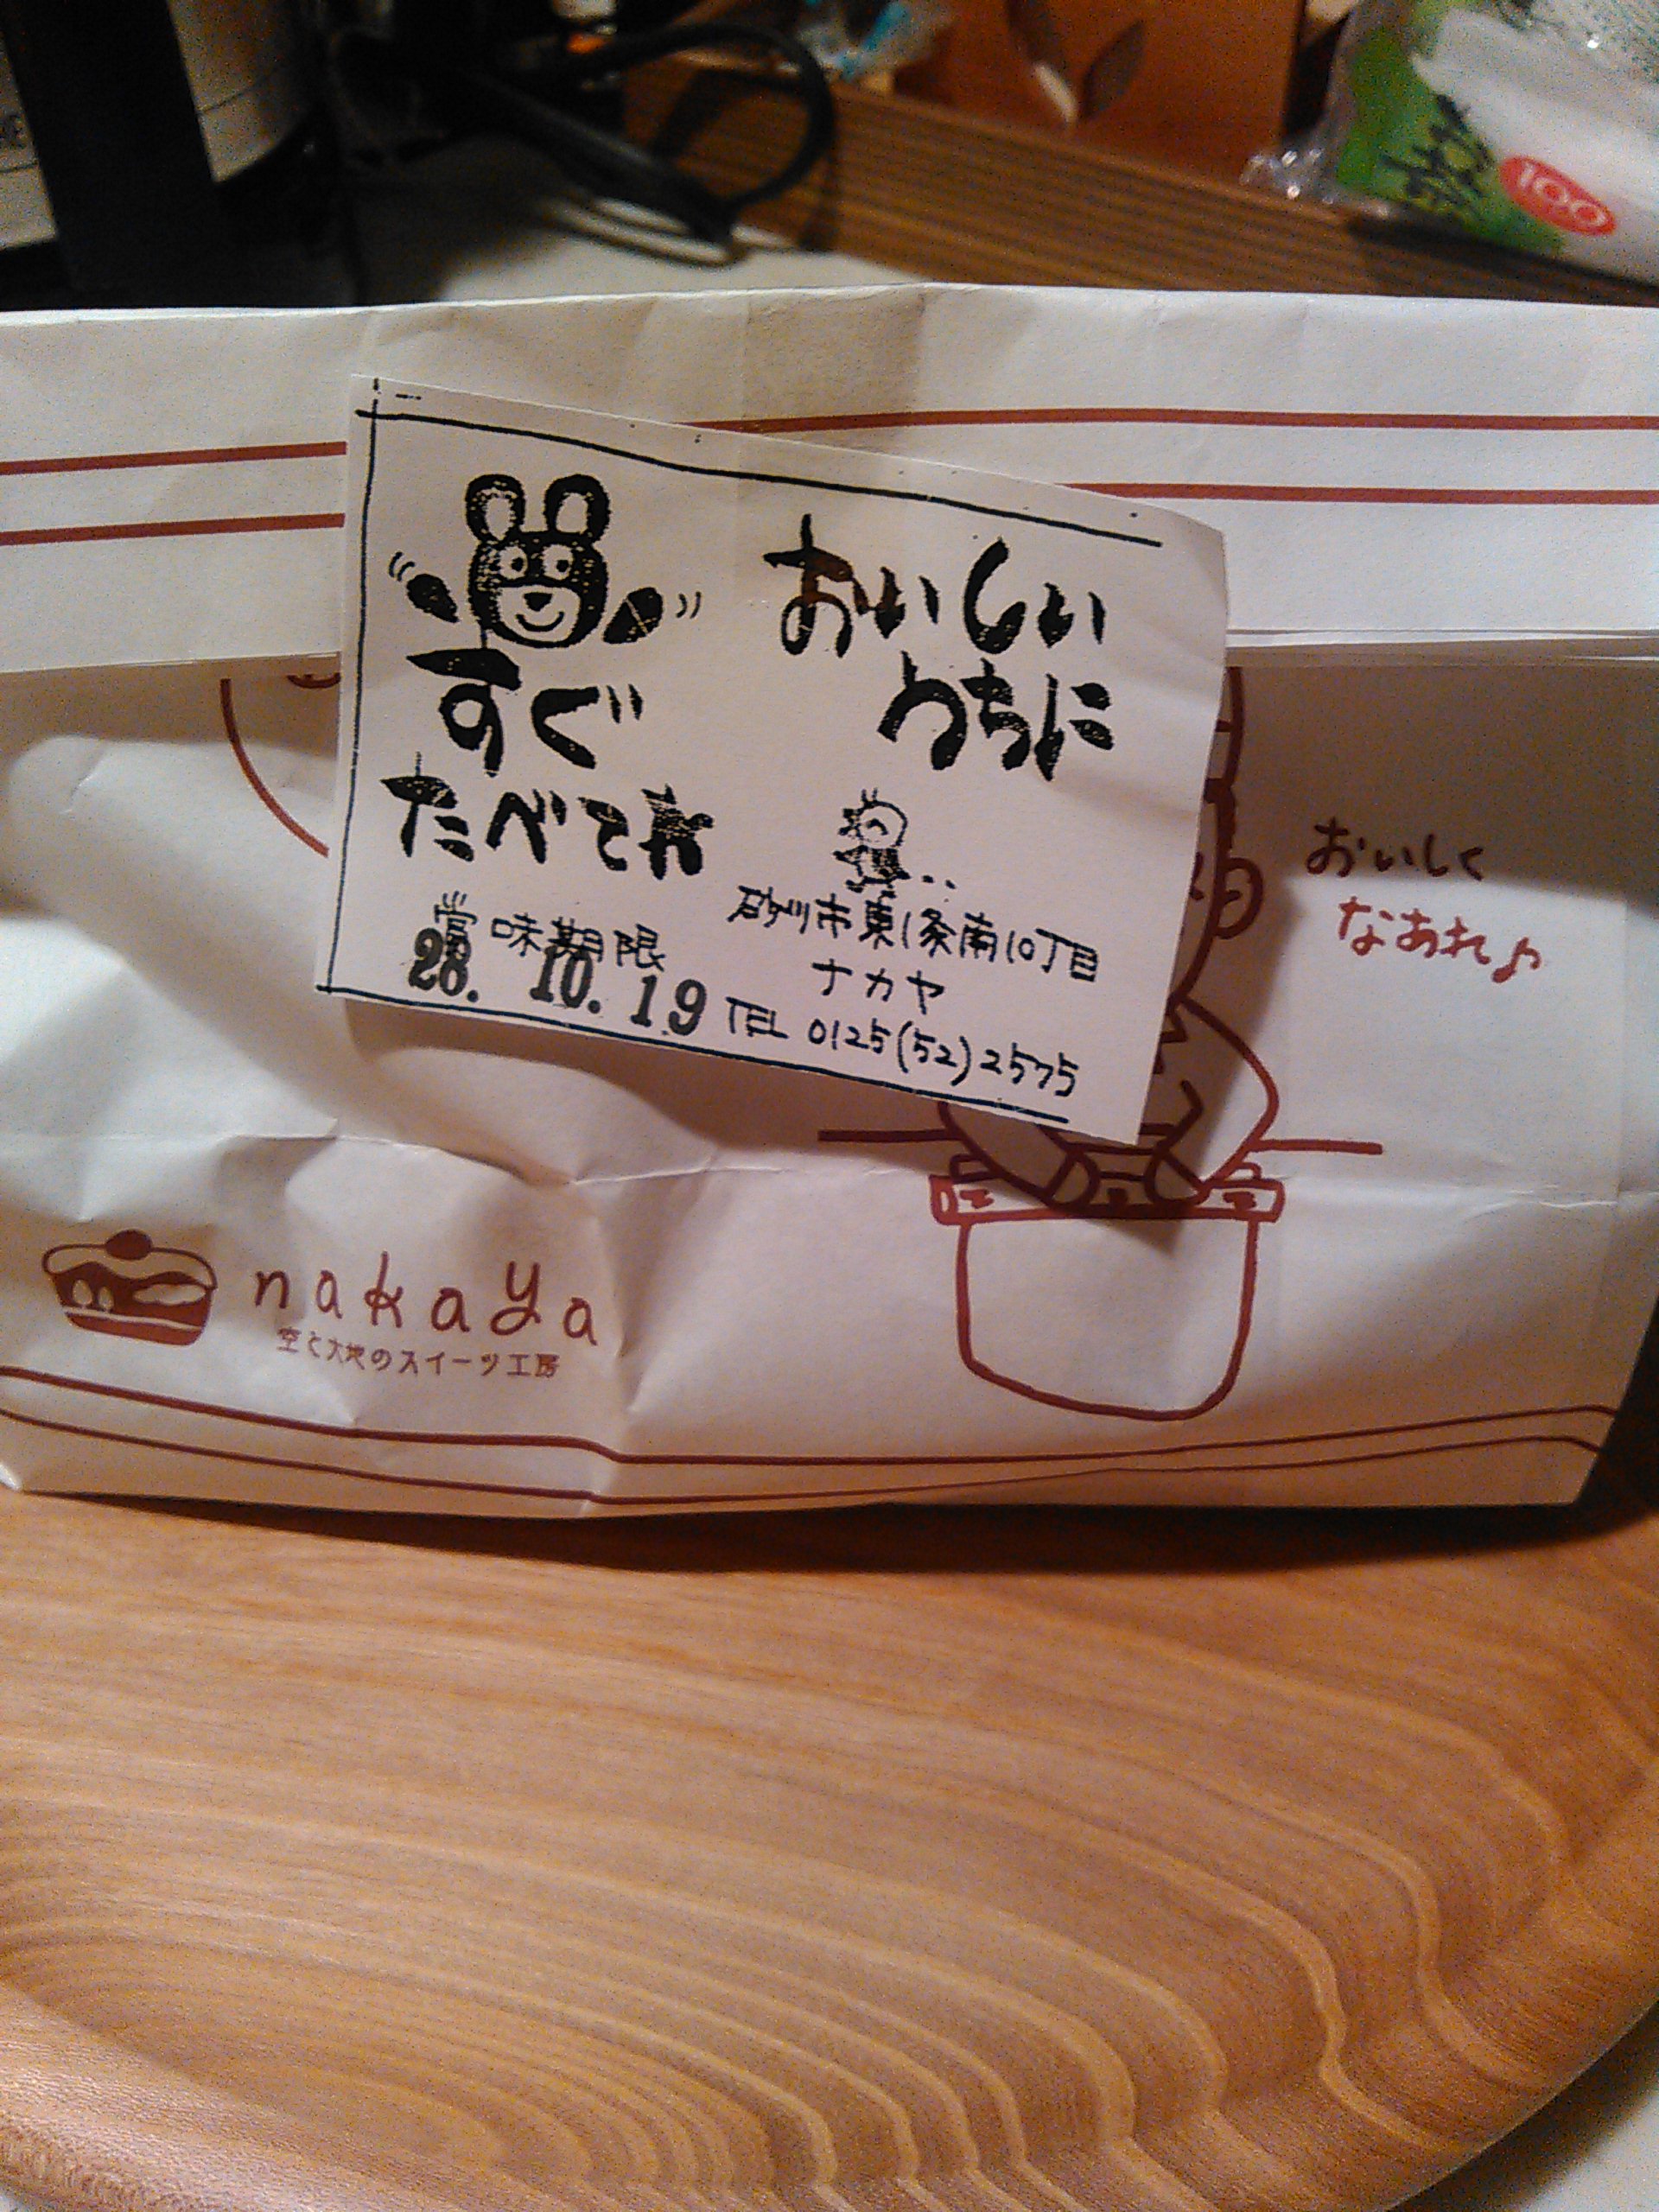 100
おいしい
うちに
すぐ
たべてね
賞味期限
28. 10. 19
砂川市東1条南10丁目
ナカヤ
TEL 0125(52)2575
おいしく
なあれ♪
nakaya
空と大地のスイーツ工房